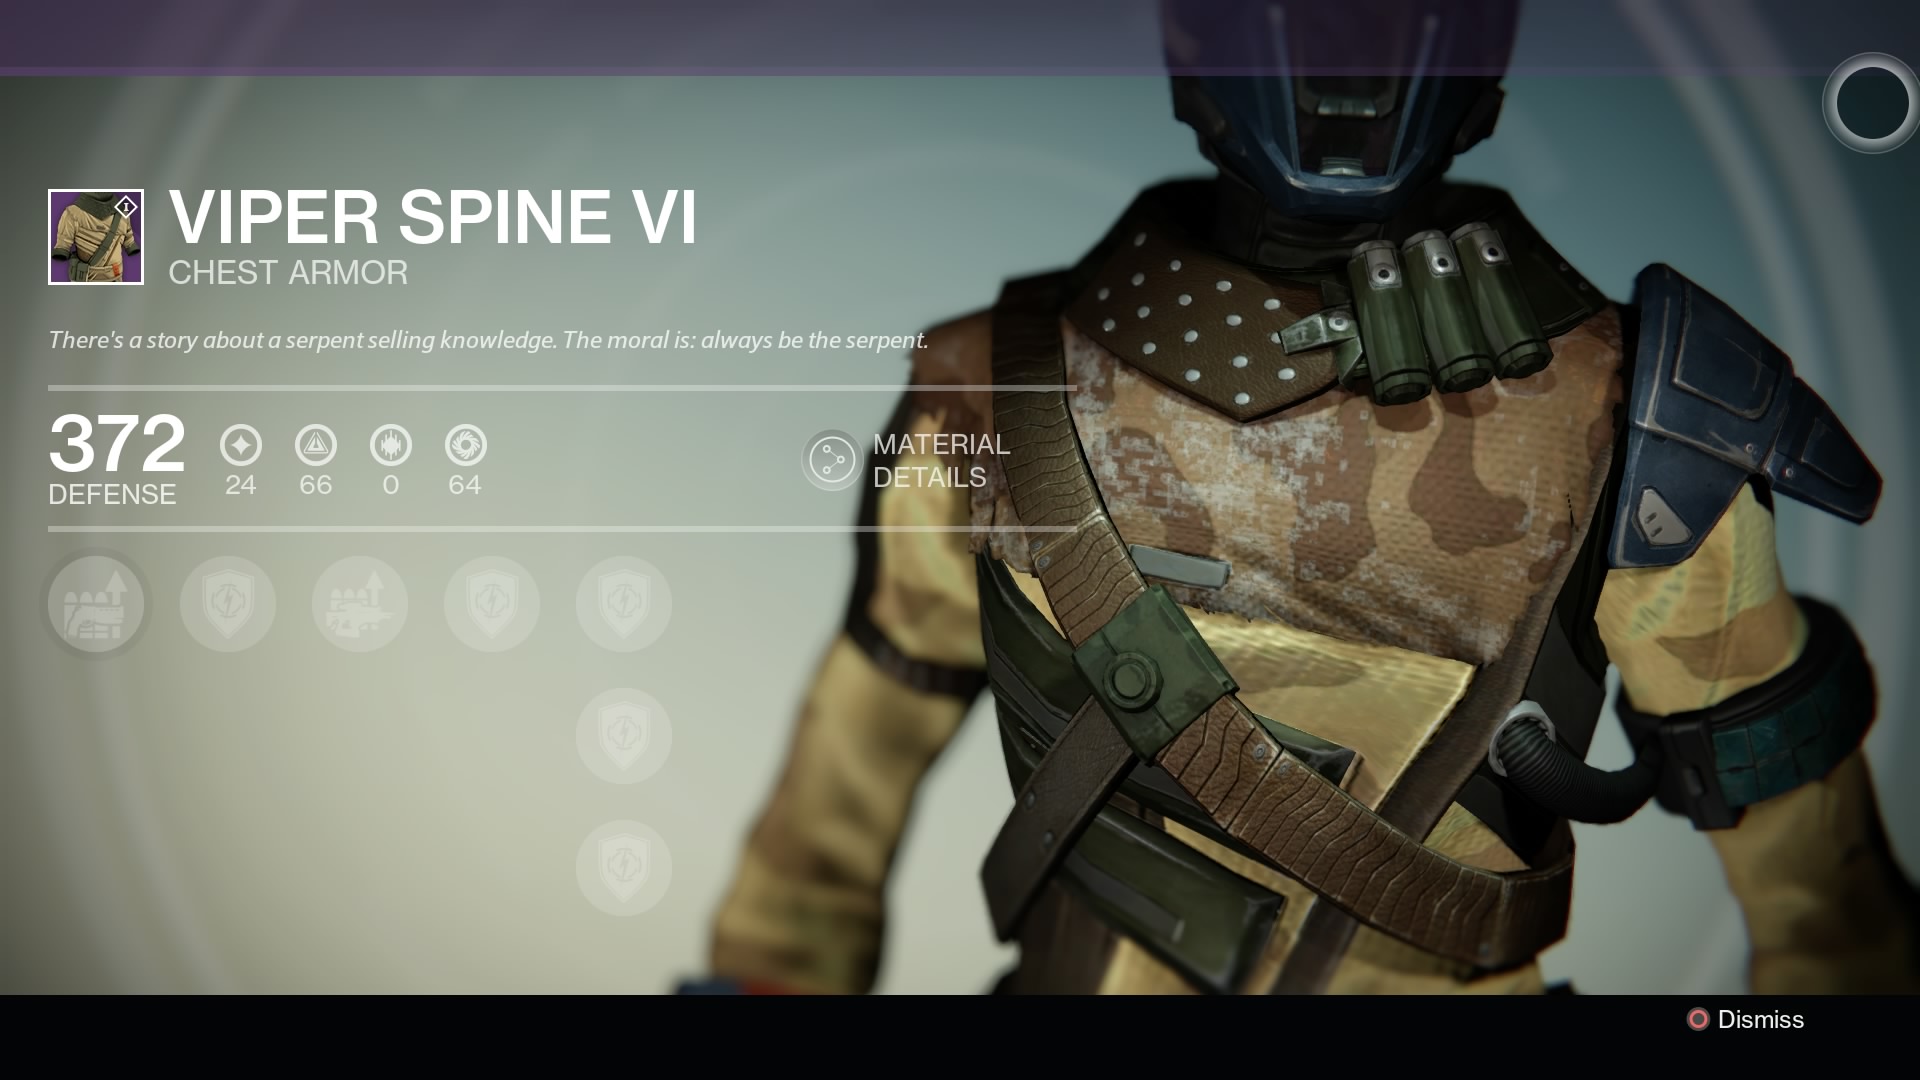 VIPER SPINE VI
CHEST ARMOR
There's a story about a serpent selling knowledge. The moral is: always be the serpent.
372
DEFENSE
24
66
0
64
MATERIAL
DETAILS
Dismiss